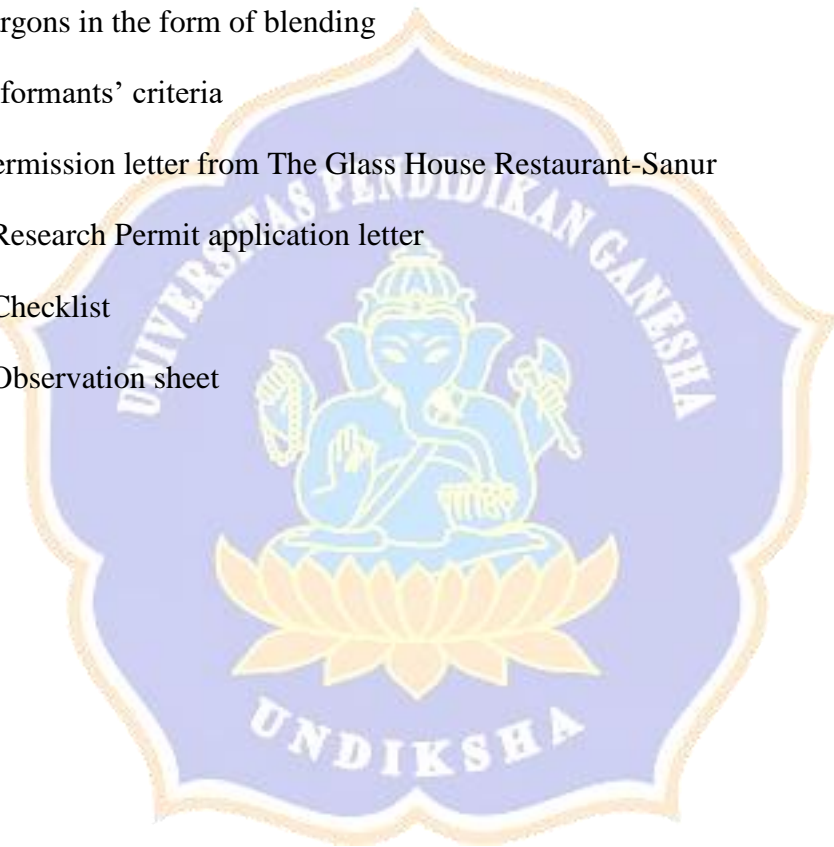 rgons in the form of blending
formants’ criteria
ermission letter from The Glass House Restaurant-Sanur
Research Permit application letter
Checklist
Observation sheet
UNIVERSITAS PENDIDIKAN GANESHA
UNDIKSHA